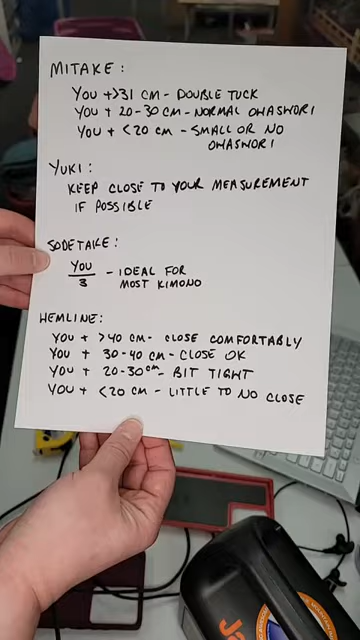 MITAKE:
YOU +>31 CM - DOUBLE TUCK
YOU + 20-30 CM - NORMAL OHASHORI
YOU + <20 CM - SMALL OR NO
OHASHORI
YUKI:
KEEP CLOSE TO YOUR MEASUREMENT
IF POSSIBLE
SODETAKE:
YOU
3
- IDEAL FOR
MOST KIMONO
HEMLINE:
YOU + >40 CM - CLOSE COMFORTABLY
YOU + 30-40 CM - CLOSE OK
YOU + 20-30CM - BIT TIGHT
YOU + <20 CM - LITTLE TO NO CLOSE